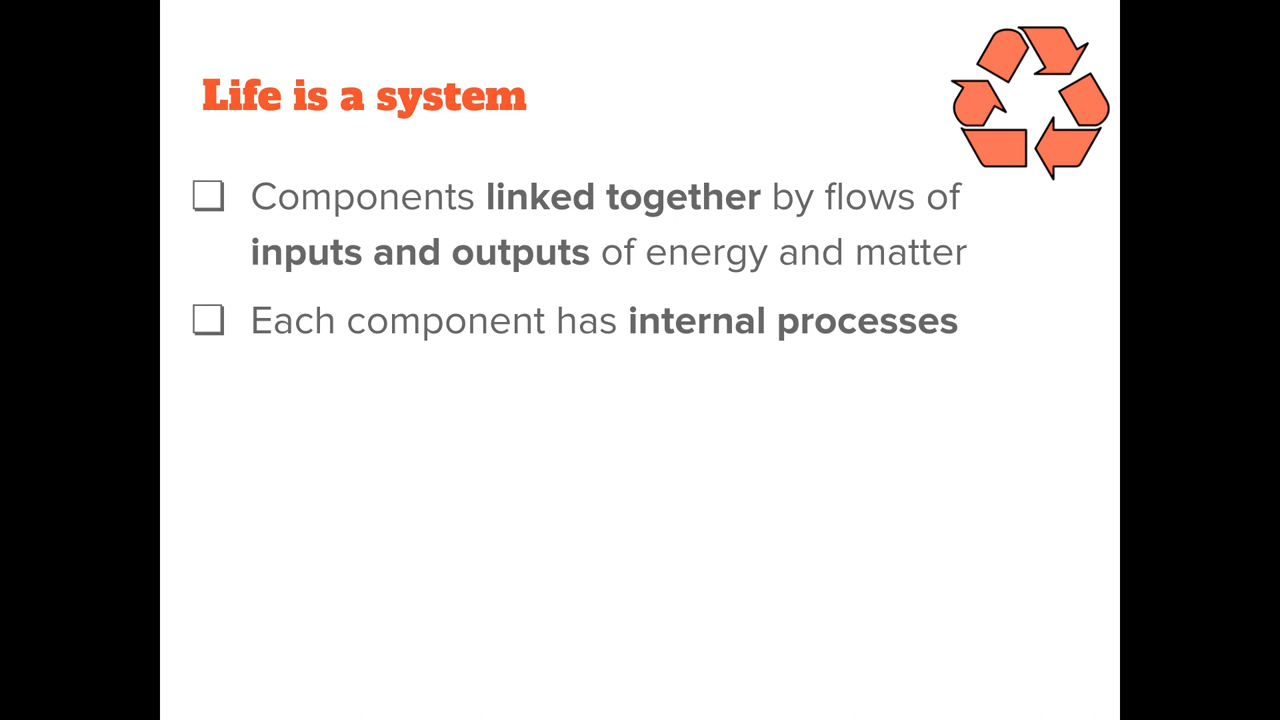 Life is a system
Components linked together by flows of
inputs and outputs of energy and matter
Each component has internal processes